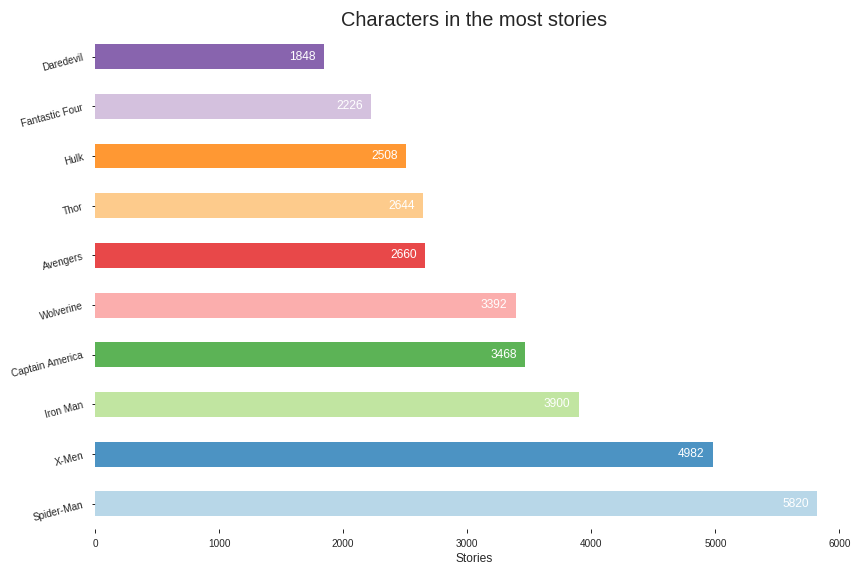 Characters in the most stories
Daredevil 1848
Fantastic Four 2226
Hulk 2508
Thor 2644
Avengers 2660
Wolverine 3392
Captain America 3468
Iron Man 3900
X-Men 4982
Spider-Man 5820
0 1000 2000 3000 4000 5000 6000
Stories